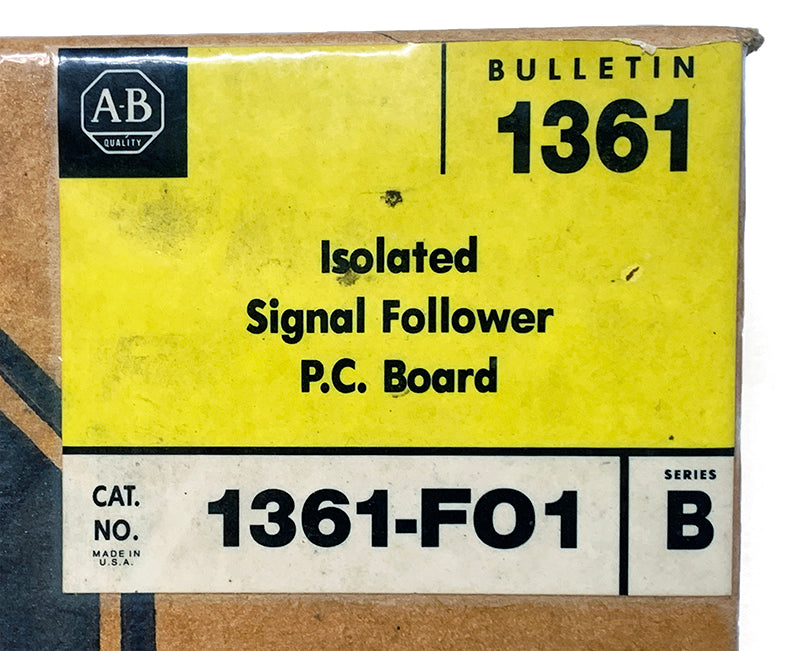 A-B
QUALITY
BULLETIN
1361
Isolated
Signal Follower
P.C. Board
CAT.
NO.
MADE IN
U.S.A.
1361-FO1
SERIES
B